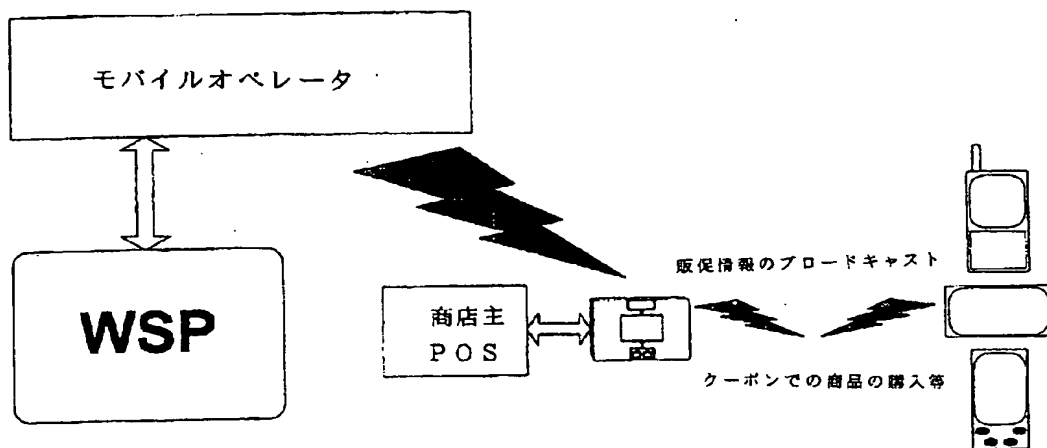 モバイルオペレータ
WSP
商店主
POS
販促情報のブロードキャスト
クーポンでの商品の購入等